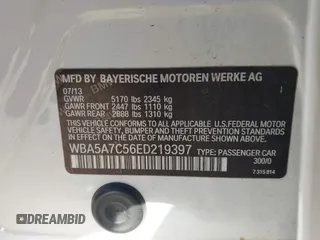 MFD BY BAYERISCHE MOTOREN WERKE AG
07/13
GVWR 5170 lbs 2345 kg
GAWR FRONT 2447 lbs 1110 kg
GAWR REAR 2888 lbs 1310 kg
THIS VEHICLE CONFORMS TO ALL APPLICABLE U.S.FEDERAL MOTOR
VEHICLE SAFETY, BUMPER, AND THEFT PREVENTION STANDARDS
IN EFFECT ON THE DATE OF MANUFACTURE SHOWN ABOVE.
WBA5A7C56ED219397 TYPE: PASSENGER CAR
300/0
7 315 814
DREAMBID
DREAMBID.COM